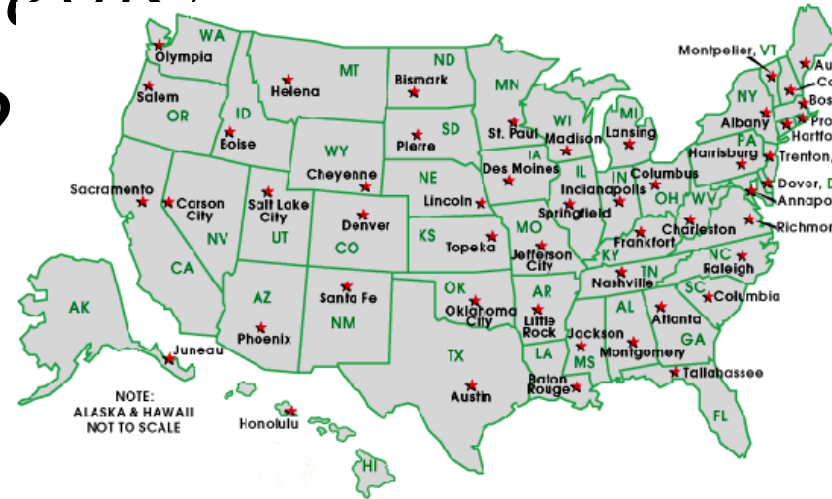 WA
Olympia
MT
ND
Helena
Bismark
MN
Salem
OR
ID
Boise
SD
Pierre
St. Paul
WI
Madison
MI
Lansing
Montpelier, VT
NY
Albany
PA
Harrisburg
Trenton,
Dover,
WY
Cheyenne
NE
Lincoln
IA
Des Moines
IL
Springfield
IN
Indianapolis
Columbus
OH
WV
Charleston
Sacramento
Carson
City
NV
Salt Lake
City
UT
Denver
CO
KS
Topeka
MO
Jefferson
City
KY
Frankfort
CA
AZ
Phoenix
Santa Fe
NM
OK
Oklahoma
City
AR
Little
Rock
TN
Nashville
NC
Raleigh
SC
Columbia
AL
Montgomery
Atlanta
GA
Jackson
MS
LA
Baton
Rouge
TX
Austin
Tallahassee
FL
AK
Juneau
NOTE:
ALASKA & HAWAII
NOT TO SCALE
Honolulu
HI